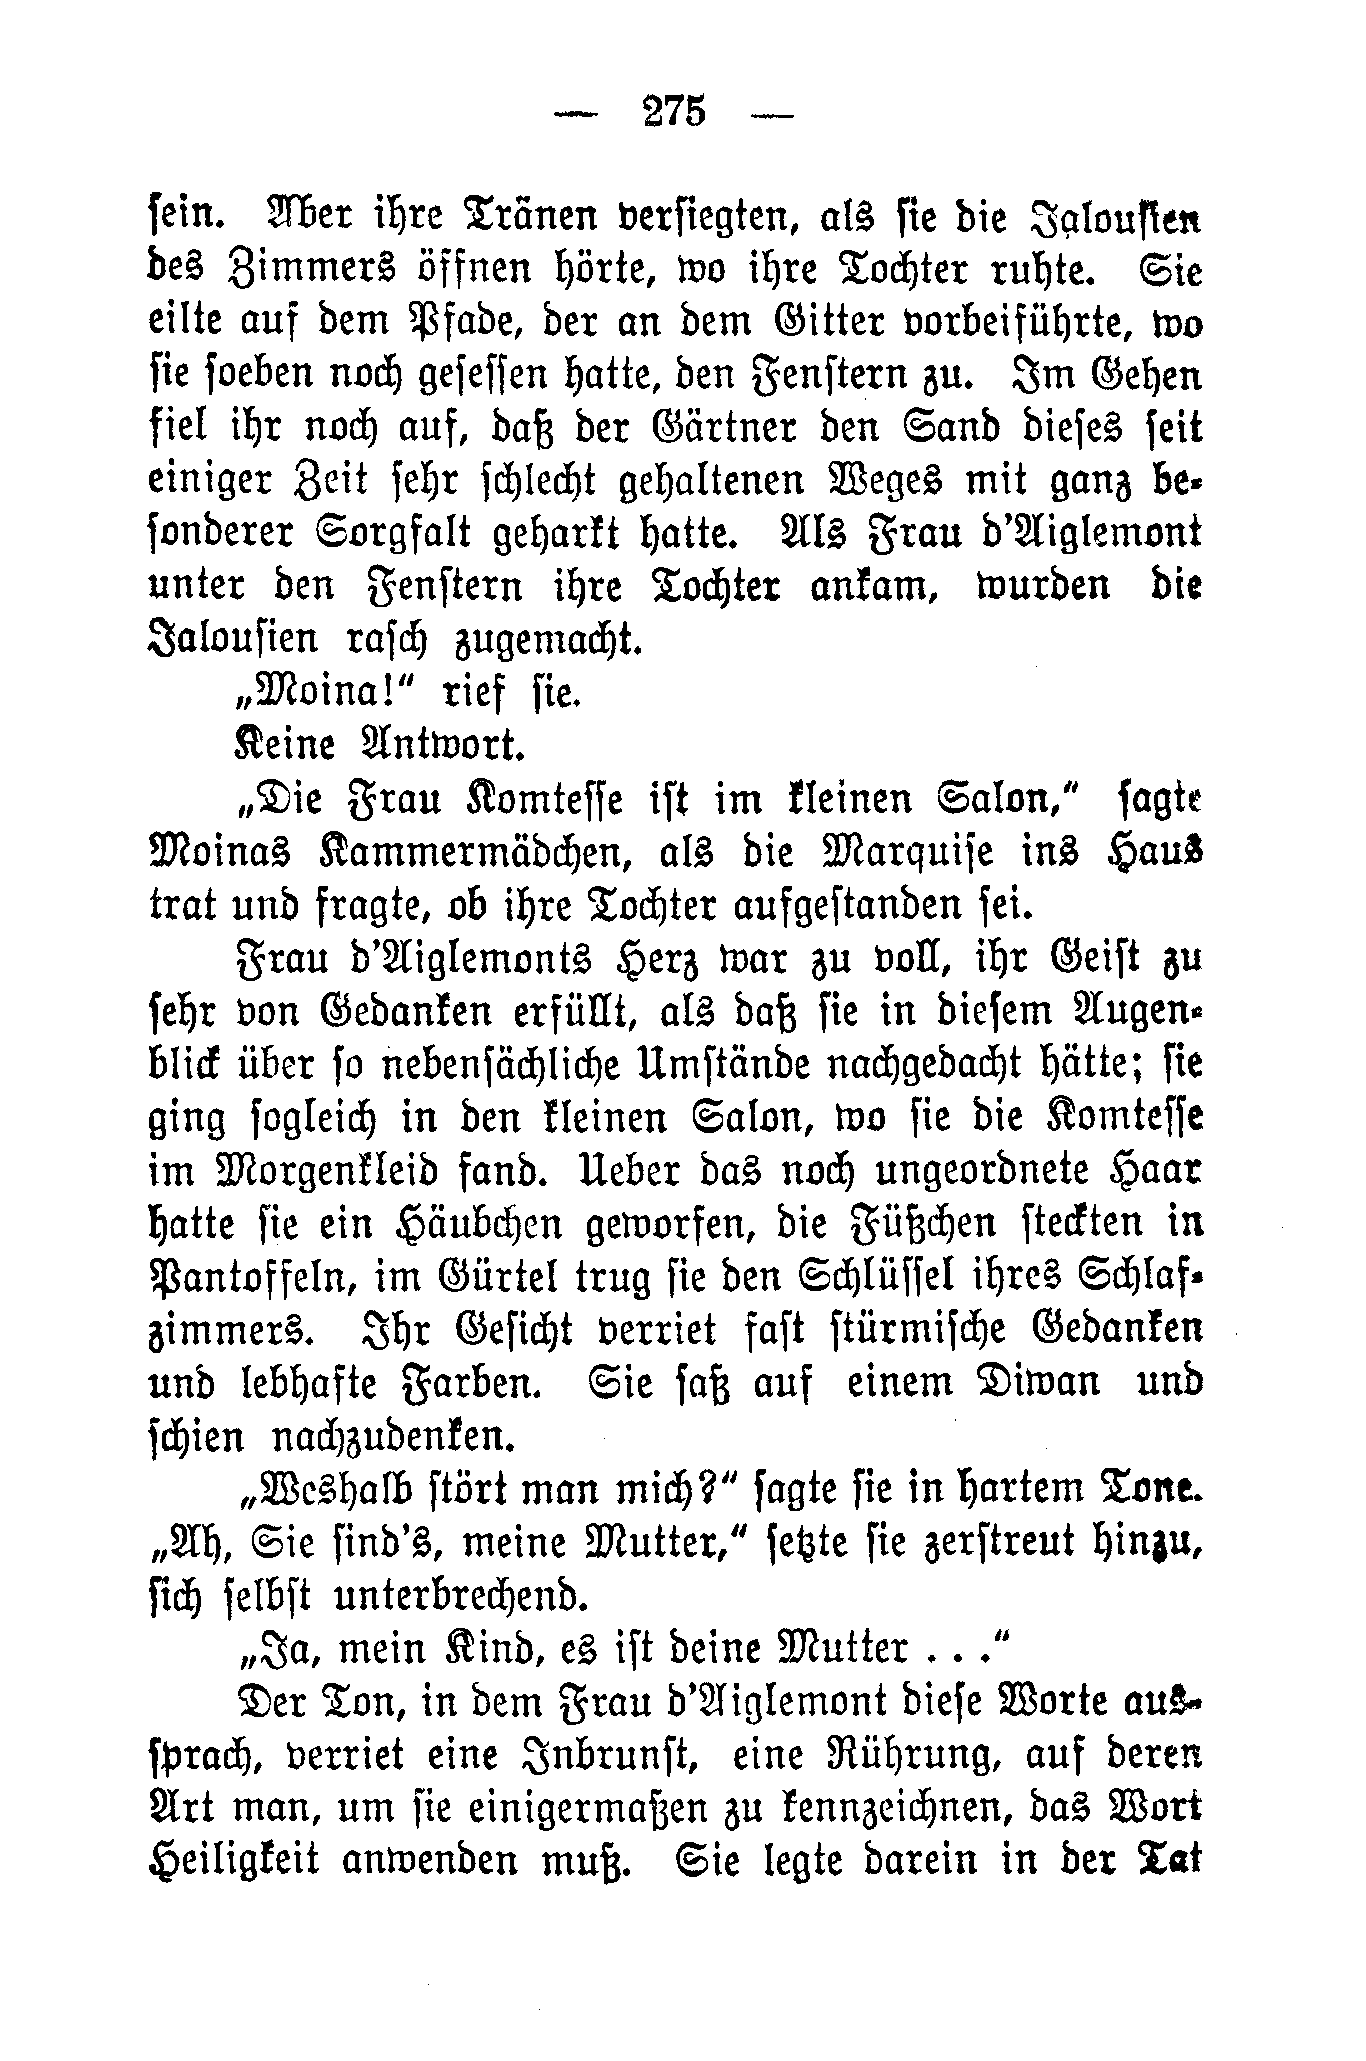 — 275 —
sein. Aber ihre Tränen versiegten, als sie die Jalousien
des Zimmers öffnen hörte, wo ihre Tochter ruhte. Sie
eilte auf dem Pfade, der an dem Gitter vorbeiführte, wo
sie soeben noch gesessen hatte, den Fenstern zu. Im Gehen
fiel ihr noch auf, daß der Gärtner den Sand dieses seit
einiger Zeit sehr schlecht gehaltenen Weges mit ganz be-
sonderer Sorgfalt geharkt hatte. Als Frau d'Aiglemont
unter den Fenstern ihre Tochter ankam, wurden die
Jalousien rasch zugemacht.
„Moina!“ rief sie.
Keine Antwort.
„Die Frau Komtesse ist im kleinen Salon,“ sagte
Moinas Kammermädchen, als die Marquise ins Haus
trat und fragte, ob ihre Tochter aufgestanden sei.
Frau d'Aiglemonts Herz war zu voll, ihr Geist zu
sehr von Gedanken erfüllt, als daß sie in diesem Augen-
blick über so nebensächliche Umstände nachgedacht hätte; sie
ging sogleich in den kleinen Salon, wo sie die Komtesse
im Morgenkleid fand. Ueber das noch ungeordnete Haar
hatte sie ein Häubchen geworfen, die Füßchen steckten in
Pantoffeln, im Gürtel trug sie den Schlüssel ihres Schlaf-
zimmers. Ihr Gesicht verriet fast stürmische Gedanken
und lebhafte Farben. Sie saß auf einem Diwan und
schien nachzudenken.
„Weshalb stört man mich?“ sagte sie in hartem Tone.
„Ah, Sie sind's, meine Mutter,“ setzte sie zerstreut hinzu,
sich selbst unterbrechend.
„Ja, mein Kind, es ist deine Mutter . . .“
Der Ton, in dem Frau d'Aiglemont diese Worte aus-
sprach, verriet eine Inbrunst, eine Rührung, auf deren
Art man, um sie einigermaßen zu kennzeichnen, das Wort
Heiligkeit anwenden muß. Sie legte darein in der Tat